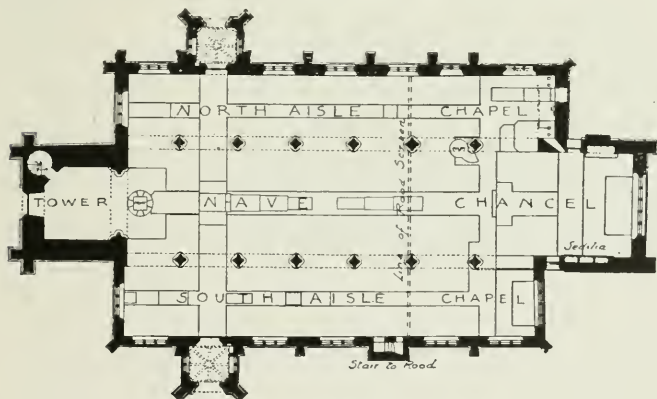 NORTH AISLE CHAPEL
Line of Rood Screen
TOWER NAVE CHANCEL
Sedilia
SOUTH AISLE CHAPEL
Stair to Rood